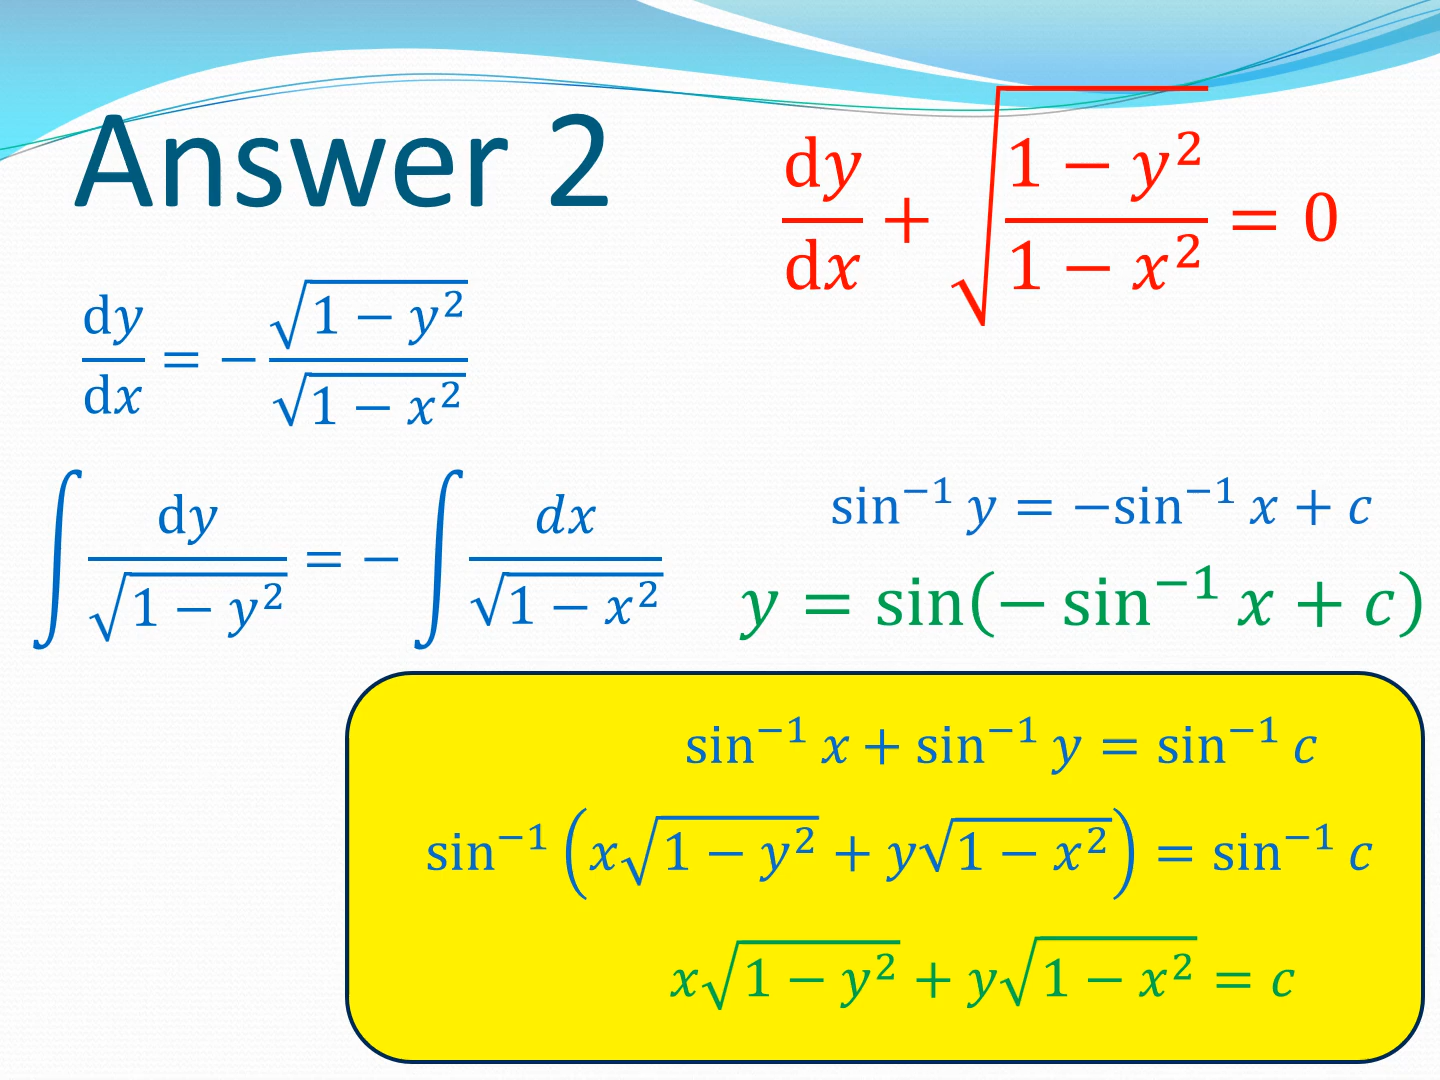 Answer 2
dy/dx + √((1 − y²)/(1 − x²)) = 0
dy/dx = − √(1 − y²)/√(1 − x²)
∫ dy/√(1 − y²) = − ∫ dx/√(1 − x²)
sin⁻¹ y = −sin⁻¹ x + c
y = sin(− sin⁻¹ x + c)
sin⁻¹ x + sin⁻¹ y = sin⁻¹ c
sin⁻¹ (x√(1 − y²) + y√(1 − x²)) = sin⁻¹ c
x√(1 − y²) + y√(1 − x²) = c